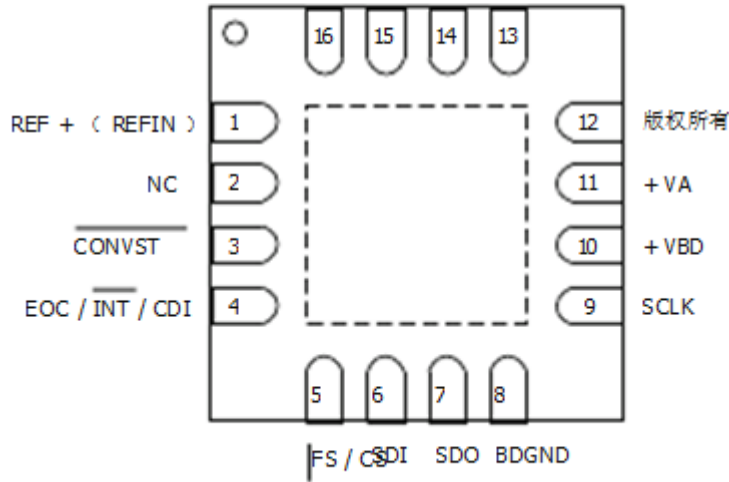 16 15 14 13
REF + ( REFIN ) 1 12 版权所有
NC 2 11 +VA
CONVST 3 10 +VBD
EOC / INT / CDI 4 9 SCLK
5 6 7 8
FS / CS SDI SDO BDGND